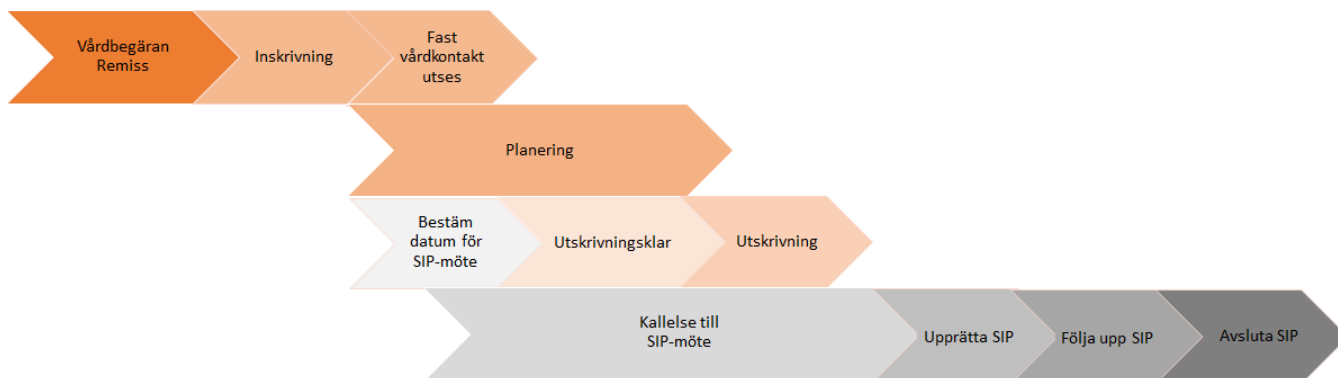 Vårdbegäran
Remiss
Inskrivning
Fast
vårdkontakt
utses
Planering
Bestäm
datum för
SIP-möte
Utskrivningsklar
Utskrivning
Kallelse till
SIP-möte
Upprätta SIP
Följa upp SIP
Avsluta SIP